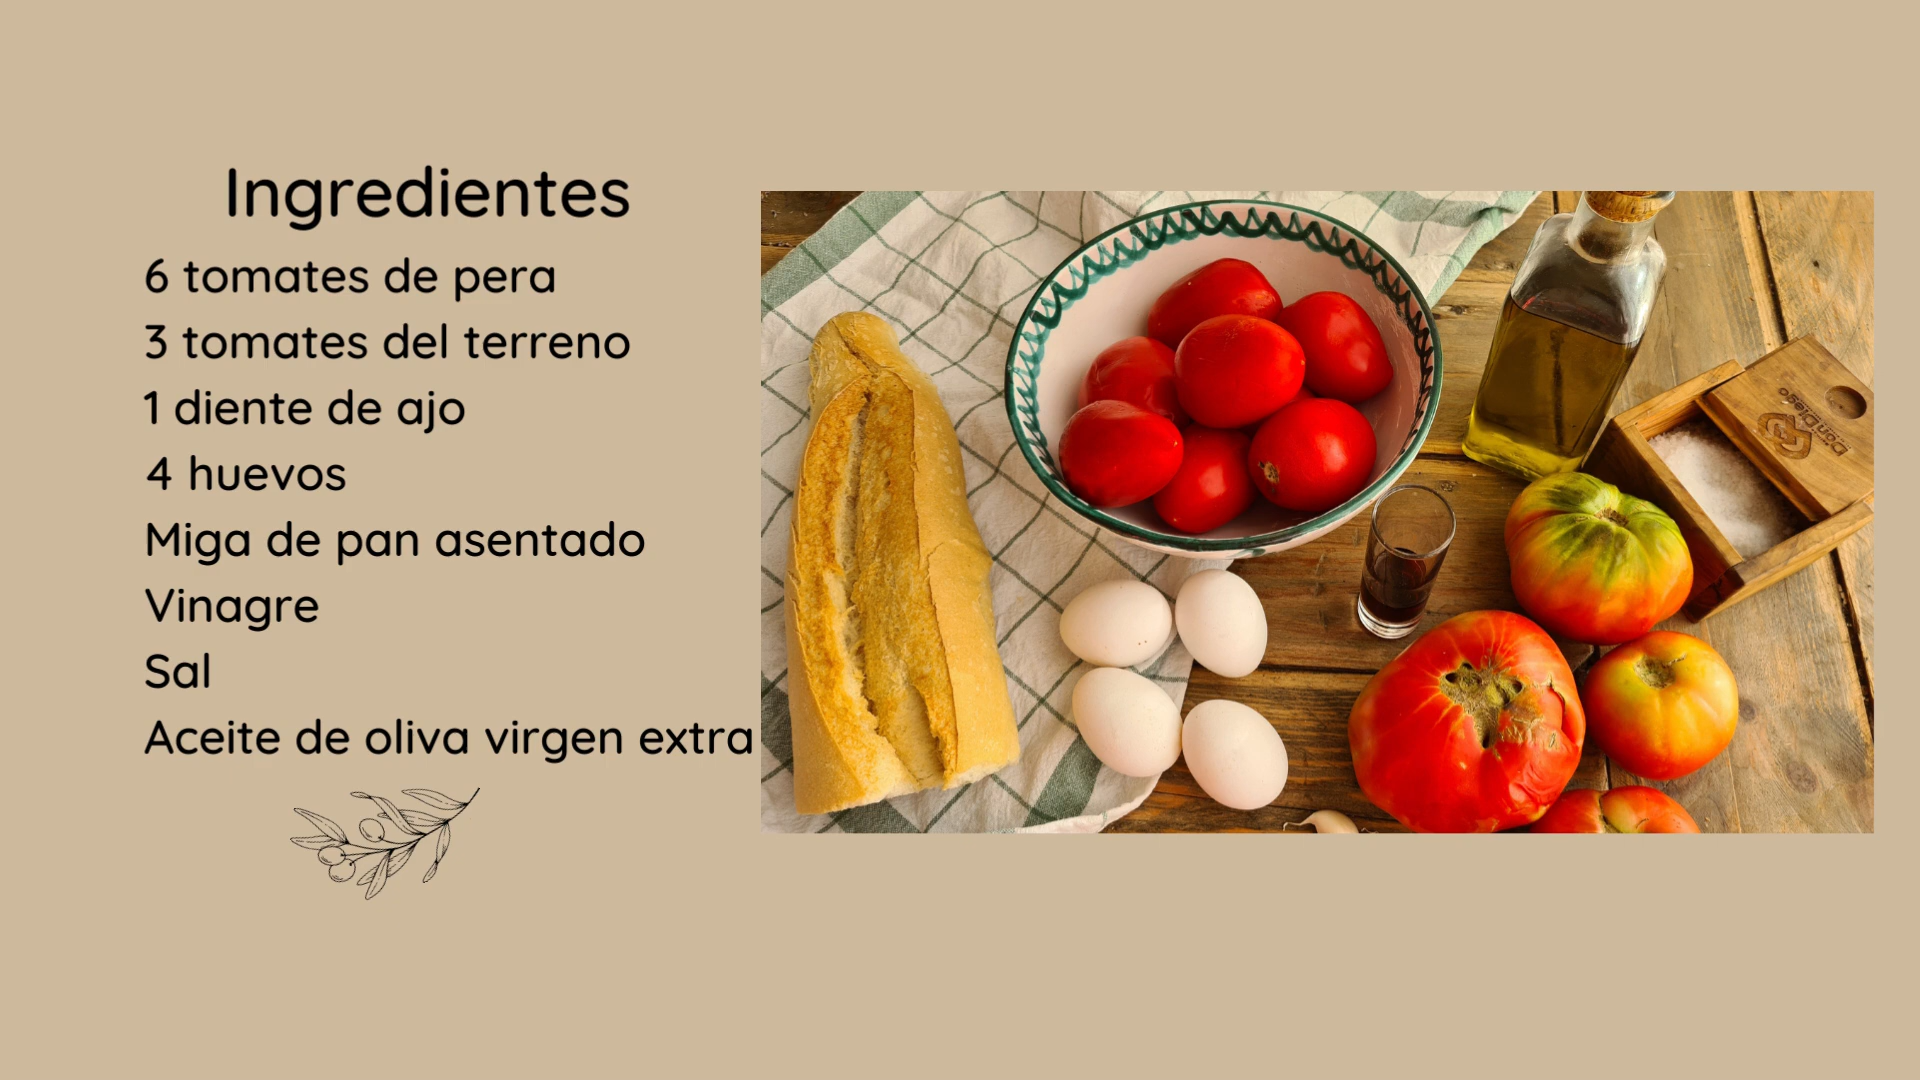 Ingredientes
6 tomates de pera
3 tomates del terreno
1 diente de ajo
4 huevos
Miga de pan asentado
Vinagre
Sal
Aceite de oliva virgen extra
DonDiego